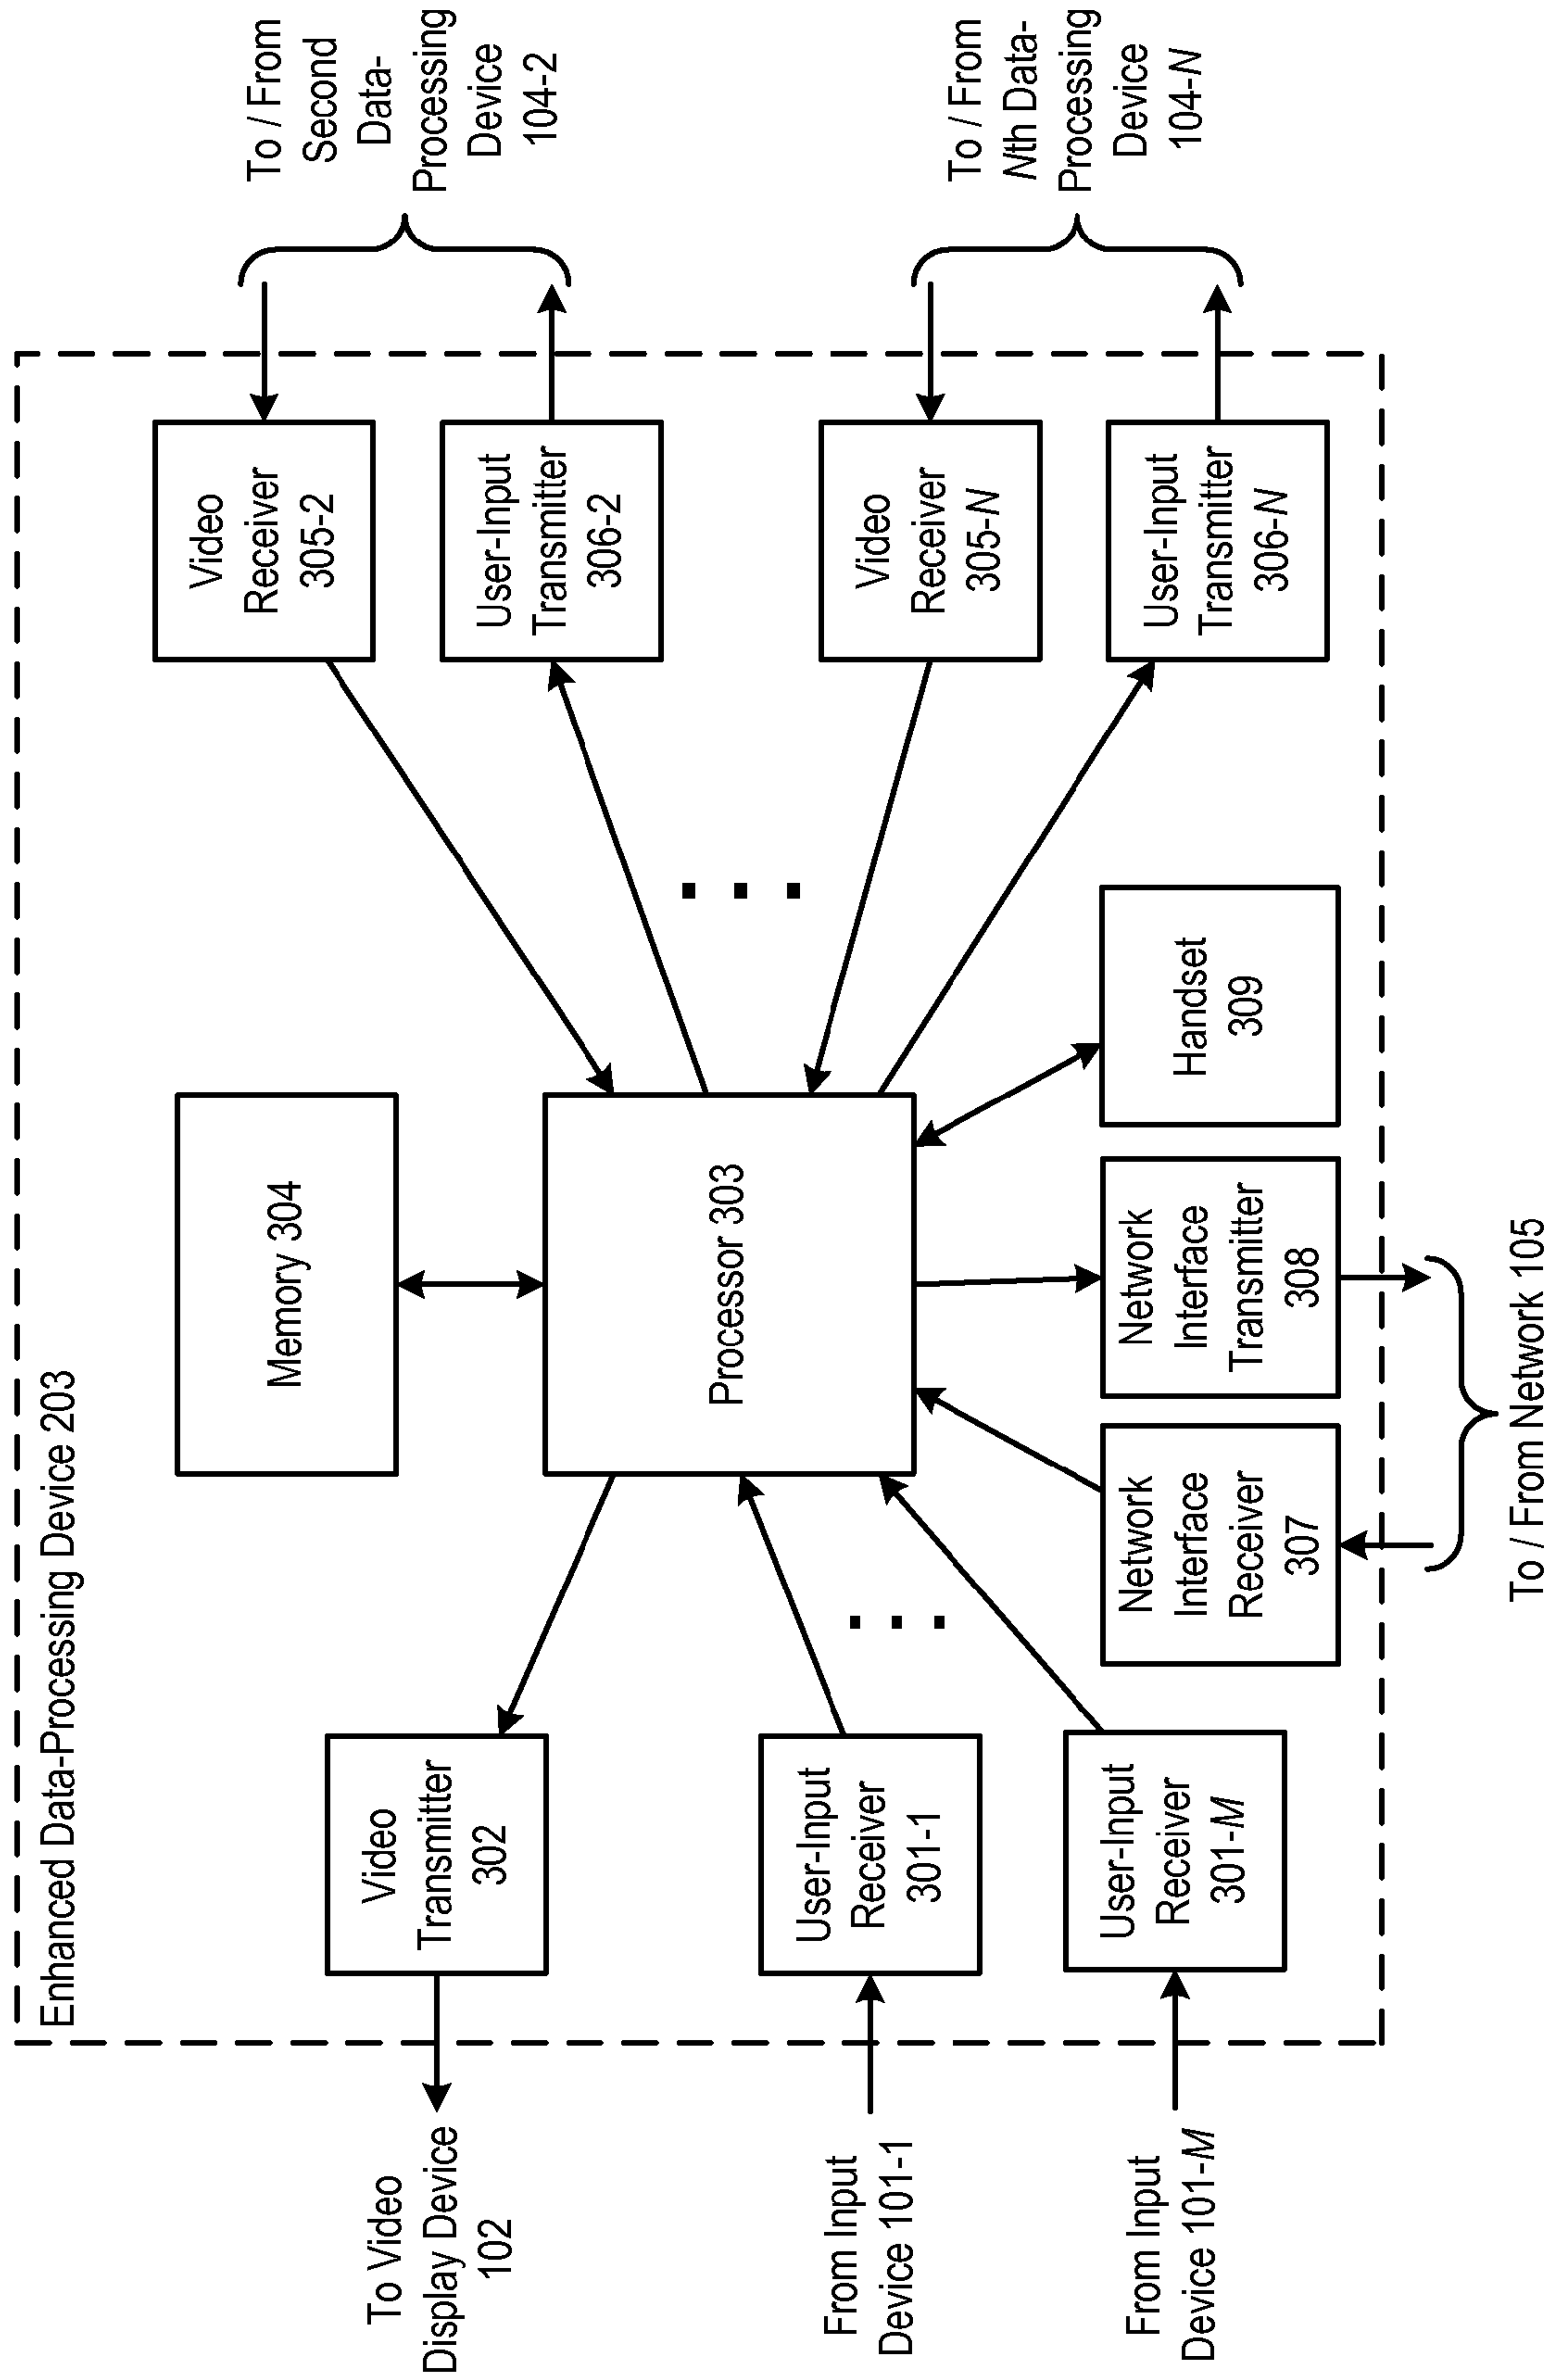 Enhanced Data-Processing Device 203
To Video
Display Device
102
Video
Transmitter
302
Memory 304
Video
Receiver
305-2
To / From
Second
Data-
Processing
Device
104-2
User-Input
Transmitter
306-2
Processor 303
. . .
From Input
Device 101-1
User-Input
Receiver
301-1
. . .
Video
Receiver
305-N
To / From
Nth Data-
Processing
Device
104-N
From Input
Device 101-M
User-Input
Receiver
301-M
Network
Interface
Receiver
307
Network
Interface
Transmitter
308
Handset
309
User-Input
Transmitter
306-N
To / From Network 105